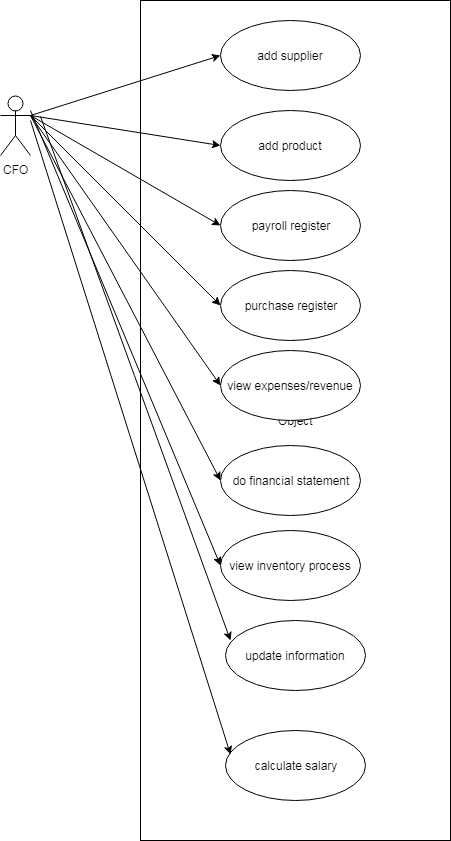 add supplier
add product
CFO
payroll register
purchase register
view expenses/revenue
Object
do financial statement
view inventory process
update information
calculate salary